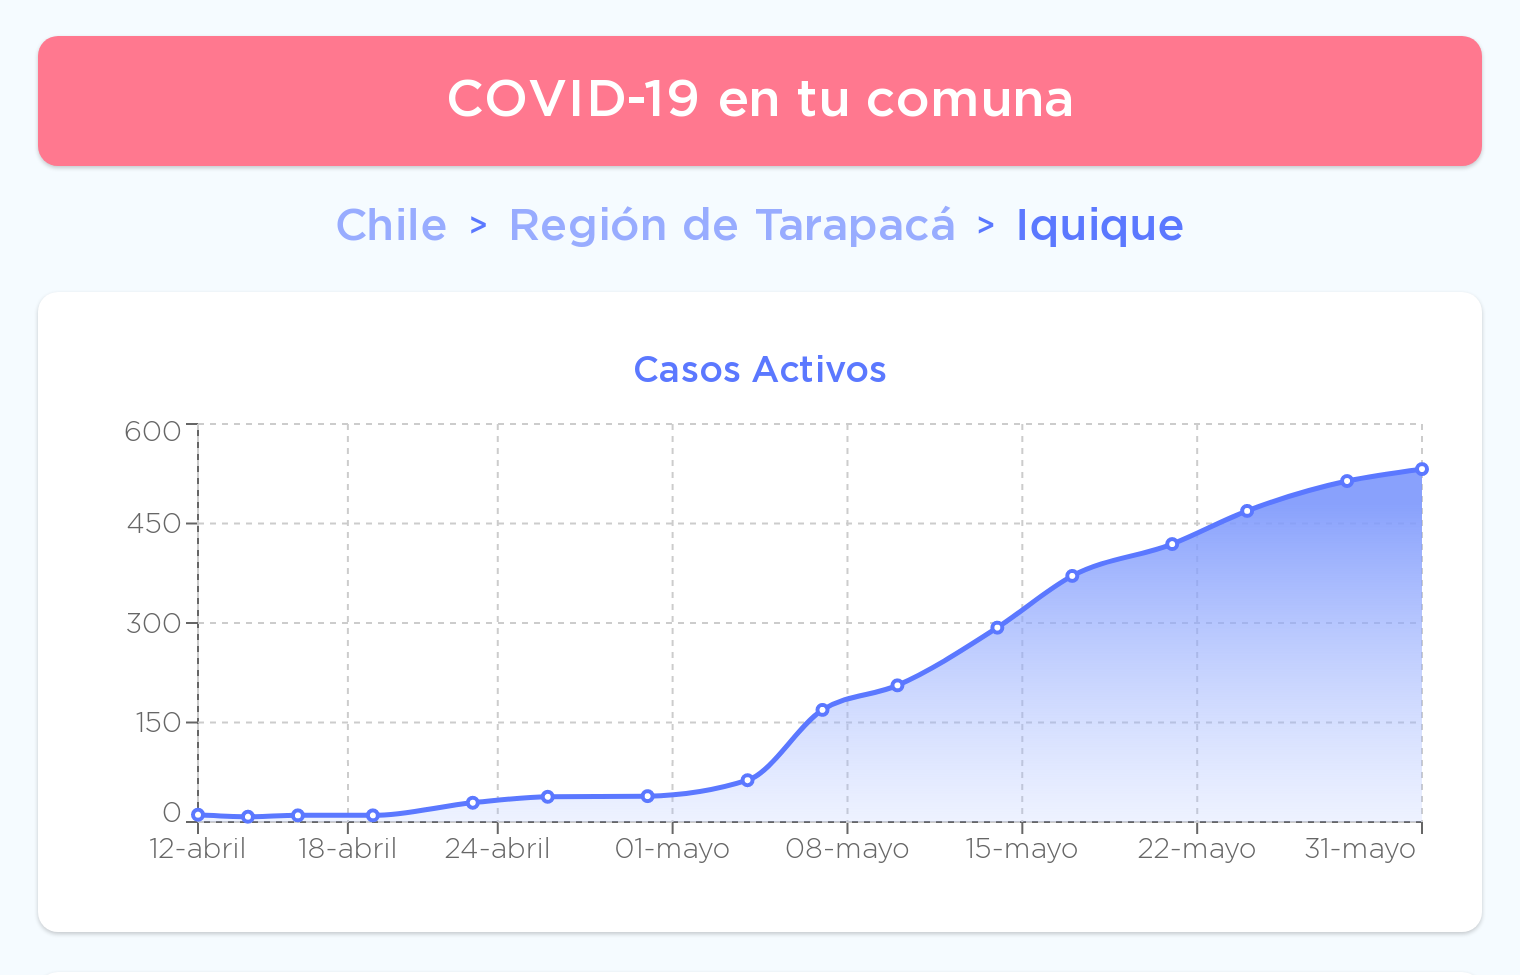 COVID-19 en tu comuna
Chile > Región de Tarapacá > Iquique
Casos Activos
600
450
300
150
0
12-abril 18-abril 24-abril 01-mayo 08-mayo 15-mayo 22-mayo 31-mayo